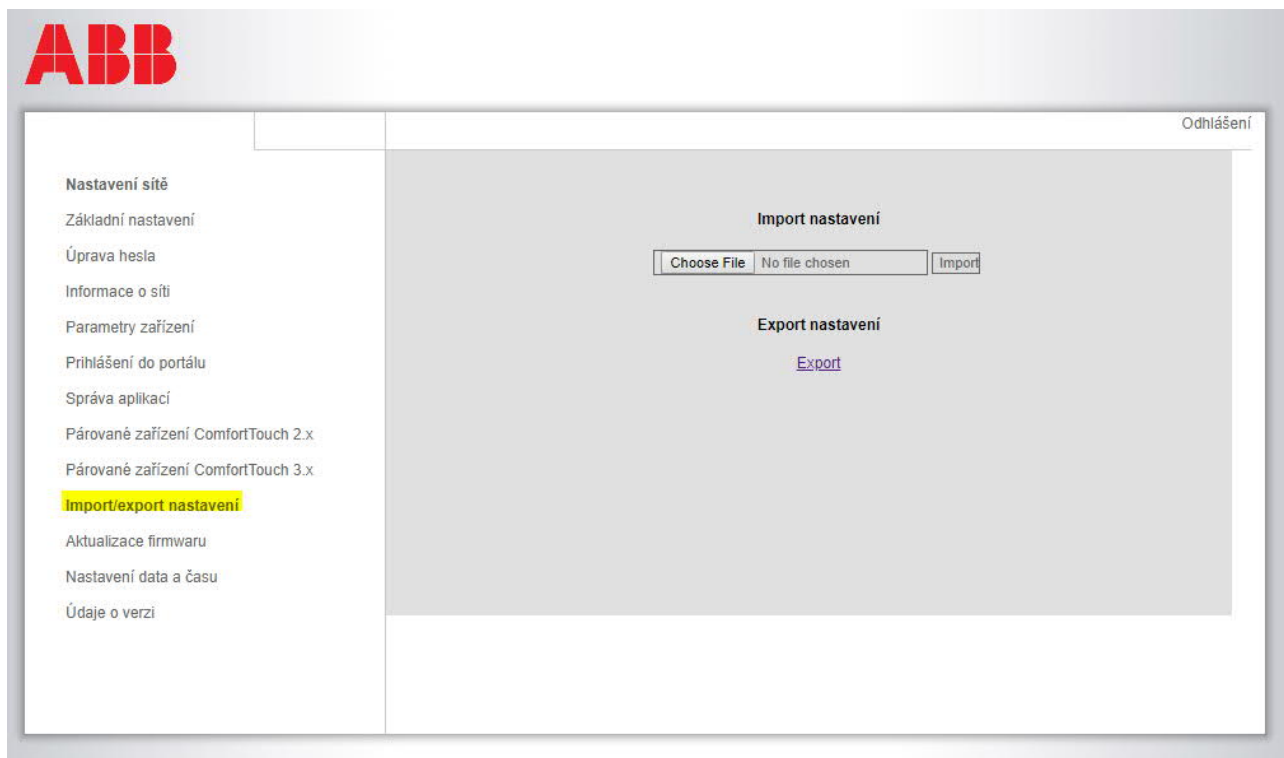 ABB
Odhlášení
Nastavení sítě
Základní nastavení
Úprava hesla
Informace o síti
Parametry zařízení
Prihlášení do portálu
Správa aplikací
Párované zařízení ComfortTouch 2.x
Párované zařízení ComfortTouch 3.x
Import/export nastavení
Aktualizace firmwaru
Nastavení data a času
Údaje o verzi
Import nastavení
Choose File No file chosen Import
Export nastavení
Export